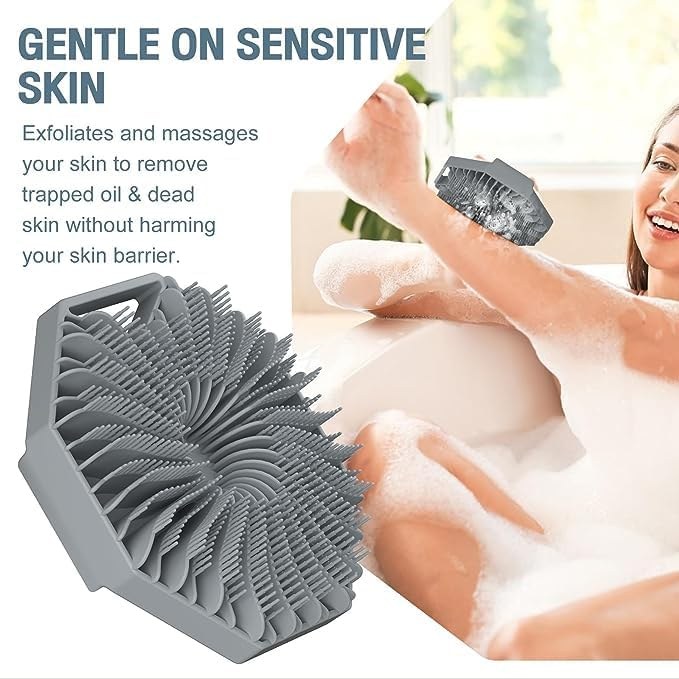 GENTLE ON SENSITIVE
SKIN
Exfoliates and massages
your skin to remove
trapped oil & dead
skin without harming
your skin barrier.